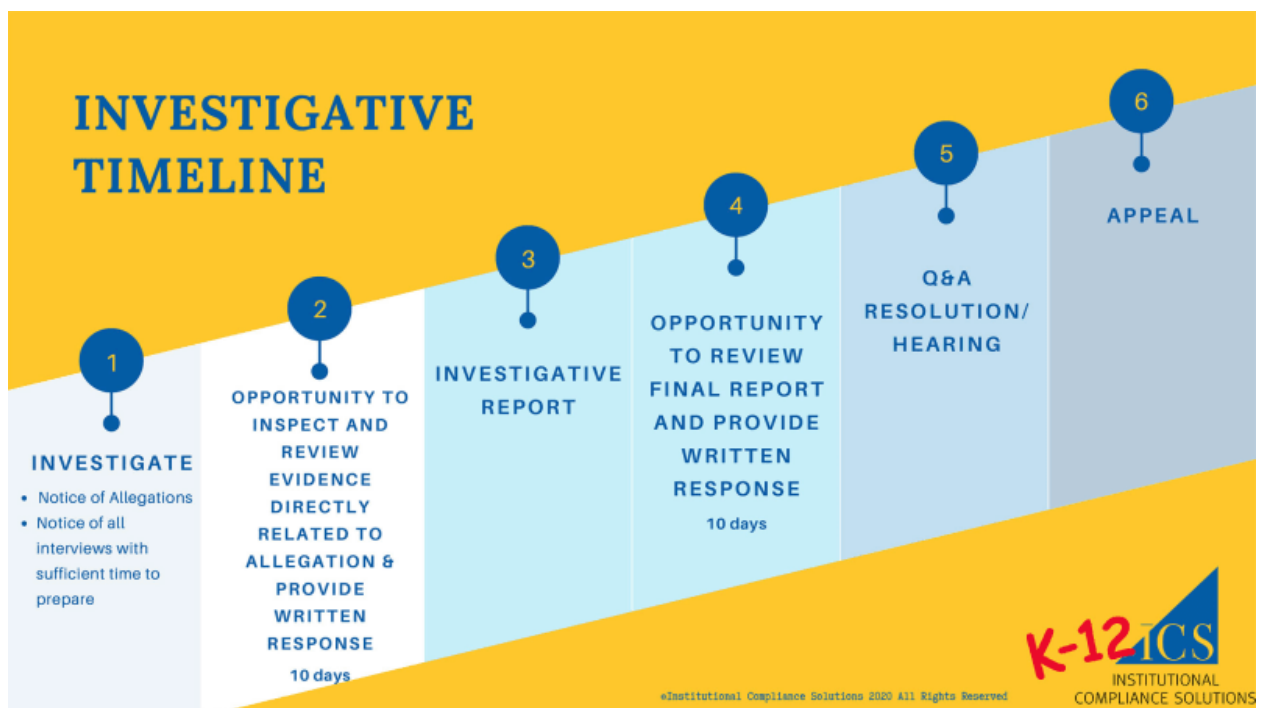 INVESTIGATIVE
TIMELINE
1
INVESTIGATE
• Notice of Allegations
• Notice of all
interviews with
sufficient time to
prepare
2
OPPORTUNITY TO
INSPECT AND
REVIEW
EVIDENCE
DIRECTLY
RELATED TO
ALLEGATION &
PROVIDE
WRITTEN
RESPONSE
10 days
3
INVESTIGATIVE
REPORT
4
OPPORTUNITY
TO REVIEW
FINAL REPORT
AND PROVIDE
WRITTEN
RESPONSE
10 days
5
Q&A
RESOLUTION/
HEARING
6
APPEAL
K-12 ICS
INSTITUTIONAL
COMPLIANCE SOLUTIONS
©Institutional Compliance Solutions 2020 All Rights Reserved